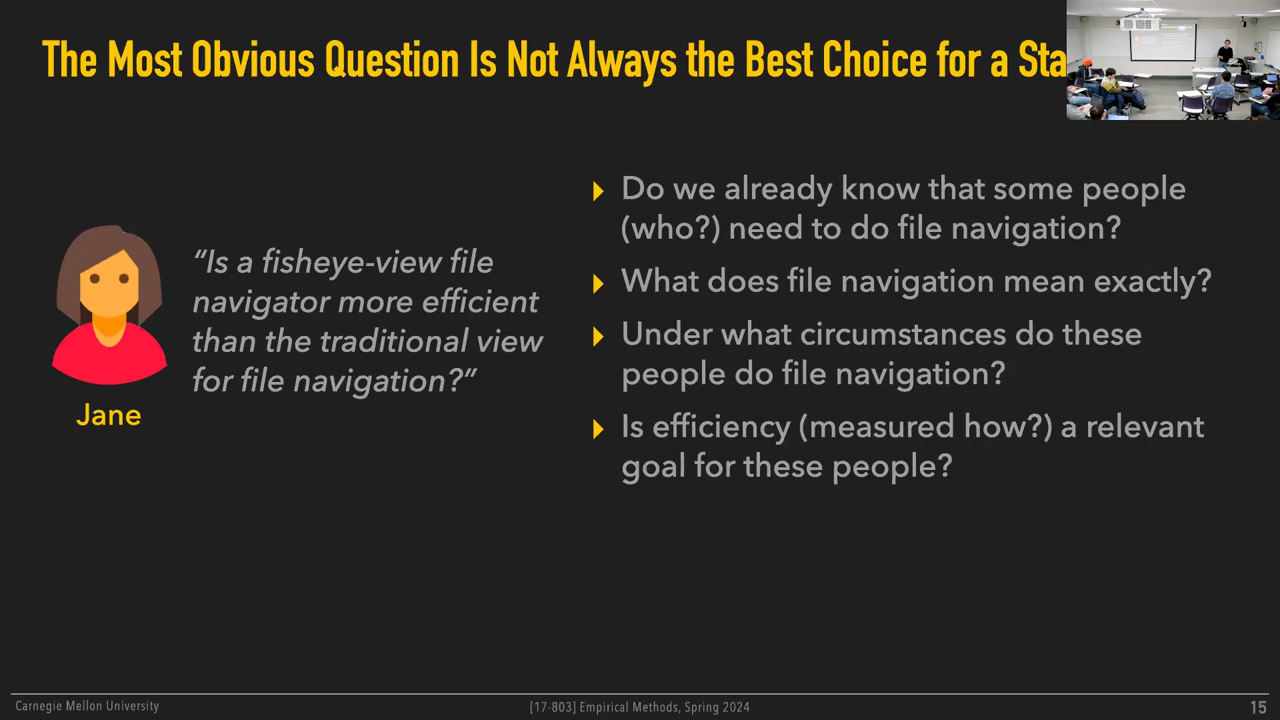 The Most Obvious Question Is Not Always the Best Choice for a Sta
“Is a fisheye-view file
navigator more efficient
than the traditional view
for file navigation?”
Jane
Do we already know that some people
(who?) need to do file navigation?
What does file navigation mean exactly?
Under what circumstances do these
people do file navigation?
Is efficiency (measured how?) a relevant
goal for these people?
Carnegie Mellon University
[17-803] Empirical Methods, Spring 2024
15